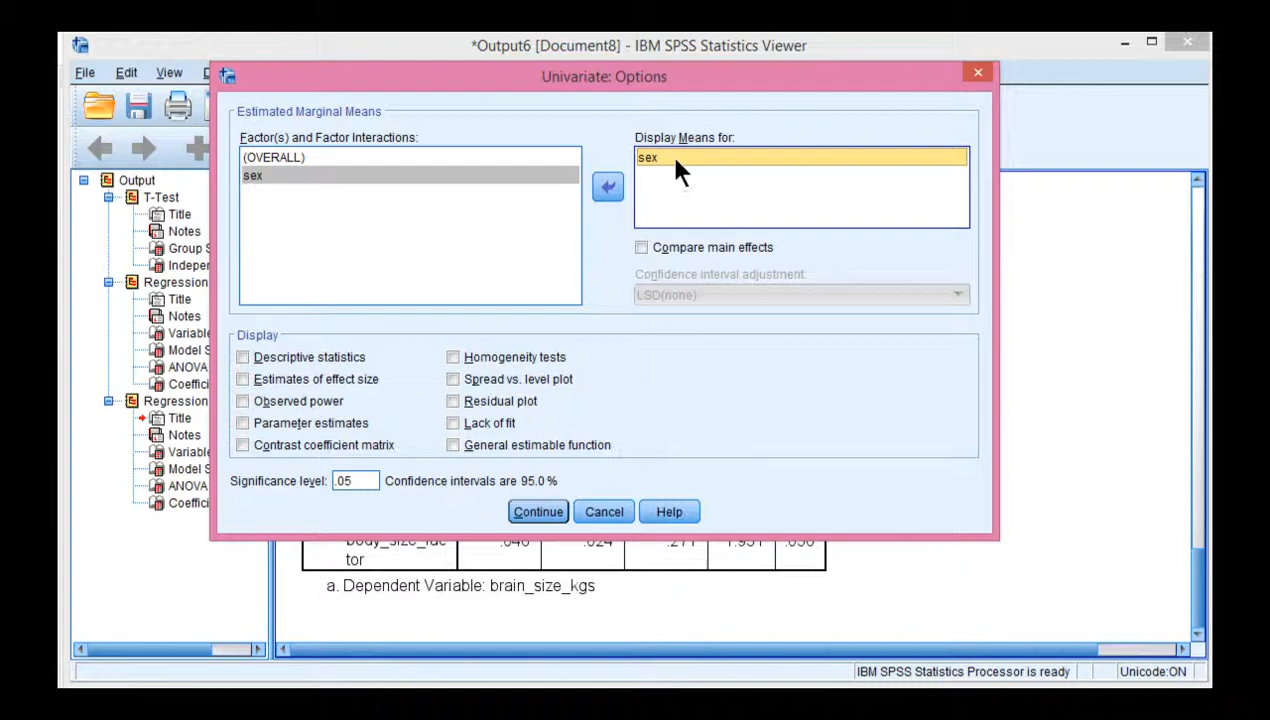 *Output6 [Document8] - IBM SPSS Statistics Viewer
File Edit View
Univariate: Options
Estimated Marginal Means
Factor(s) and Factor Interactions:
(OVERALL)
sex
Display Means for:
sex
Compare main effects
Confidence interval adjustment:
LSD(none)
Display
Descriptive statistics
Homogeneity tests
Estimates of effect size
Spread vs. level plot
Observed power
Residual plot
Parameter estimates
Lack of fit
Contrast coefficient matrix
General estimable function
Significance level: .05 Confidence intervals are 95.0 %
Continue Cancel Help
Output
T-Test
Title
Notes
Group S
Indepen
Regression
Title
Notes
Variable
Model S
ANOVA
Coeffici
Regression
Title
Notes
Variable
Model S
ANOVA
Coeffici
body_size_fac
tor
a. Dependent Variable: brain_size_kgs
IBM SPSS Statistics Processor is ready
Unicode:ON